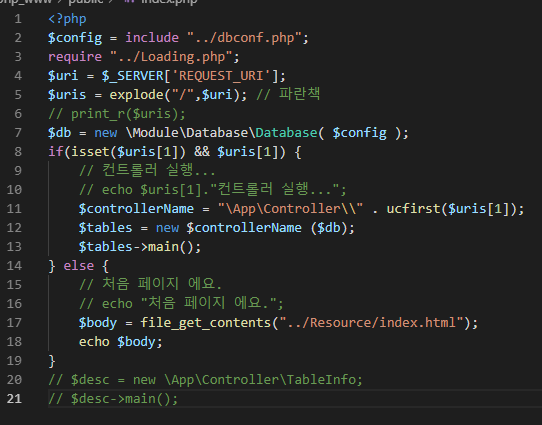 public > index.php
1 <?php
2 $config = include "../dbconf.php";
3 require "../Loading.php";
4 $uri = $_SERVER['REQUEST_URI'];
5 $uris = explode("/",$uri); // 파란책
6 // print_r($uris);
7 $db = new \Module\Database\Database( $config );
8 if(isset($uris[1]) && $uris[1]) {
9 // 컨트롤러 실행...
10 // echo $uris[1]."컨트롤러 실행...";
11 $controllerName = "\App\Controller\\" . ucfirst($uris[1]);
12 $tables = new $controllerName ($db);
13 $tables->main();
14 } else {
15 // 처음 페이지 에요.
16 // echo "처음 페이지 에요.";
17 $body = file_get_contents("../Resource/index.html");
18 echo $body;
19 }
20 // $desc = new \App\Controller\TableInfo;
21 // $desc->main();